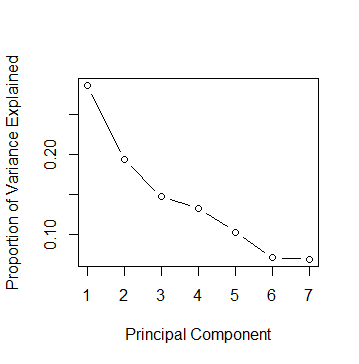 Proportion of Variance Explained
0.20
0.10
1 2 3 4 5 6 7
Principal Component